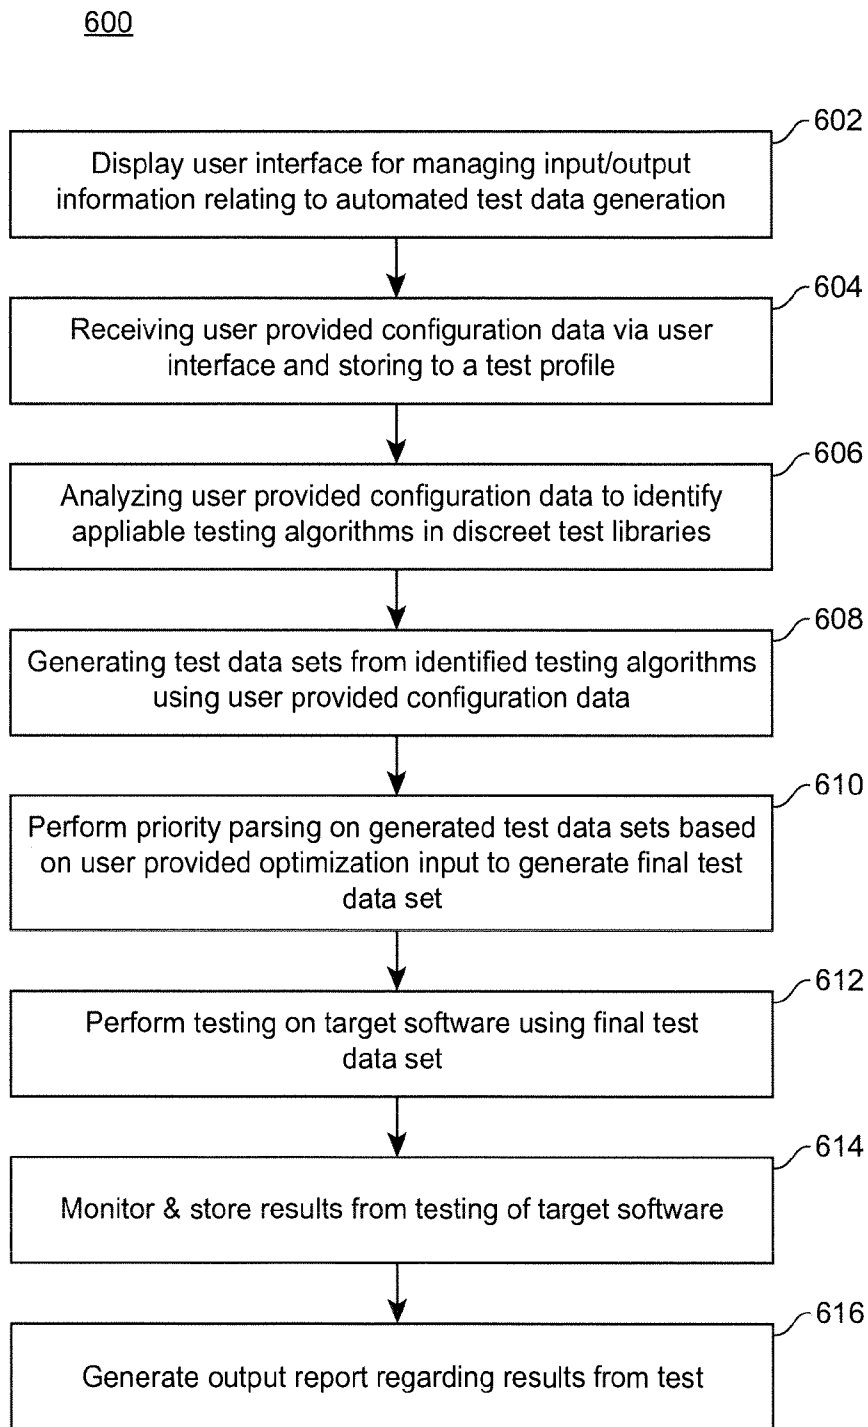 600
602
Display user interface for managing input/output
information relating to automated test data generation
604
Receiving user provided configuration data via user
interface and storing to a test profile
606
Analyzing user provided configuration data to identify
appliable testing algorithms in discreet test libraries
608
Generating test data sets from identified testing algorithms
using user provided configuration data
610
Perform priority parsing on generated test data sets based
on user provided optimization input to generate final test
data set
612
Perform testing on target software using final test
data set
614
Monitor & store results from testing of target software
616
Generate output report regarding results from test